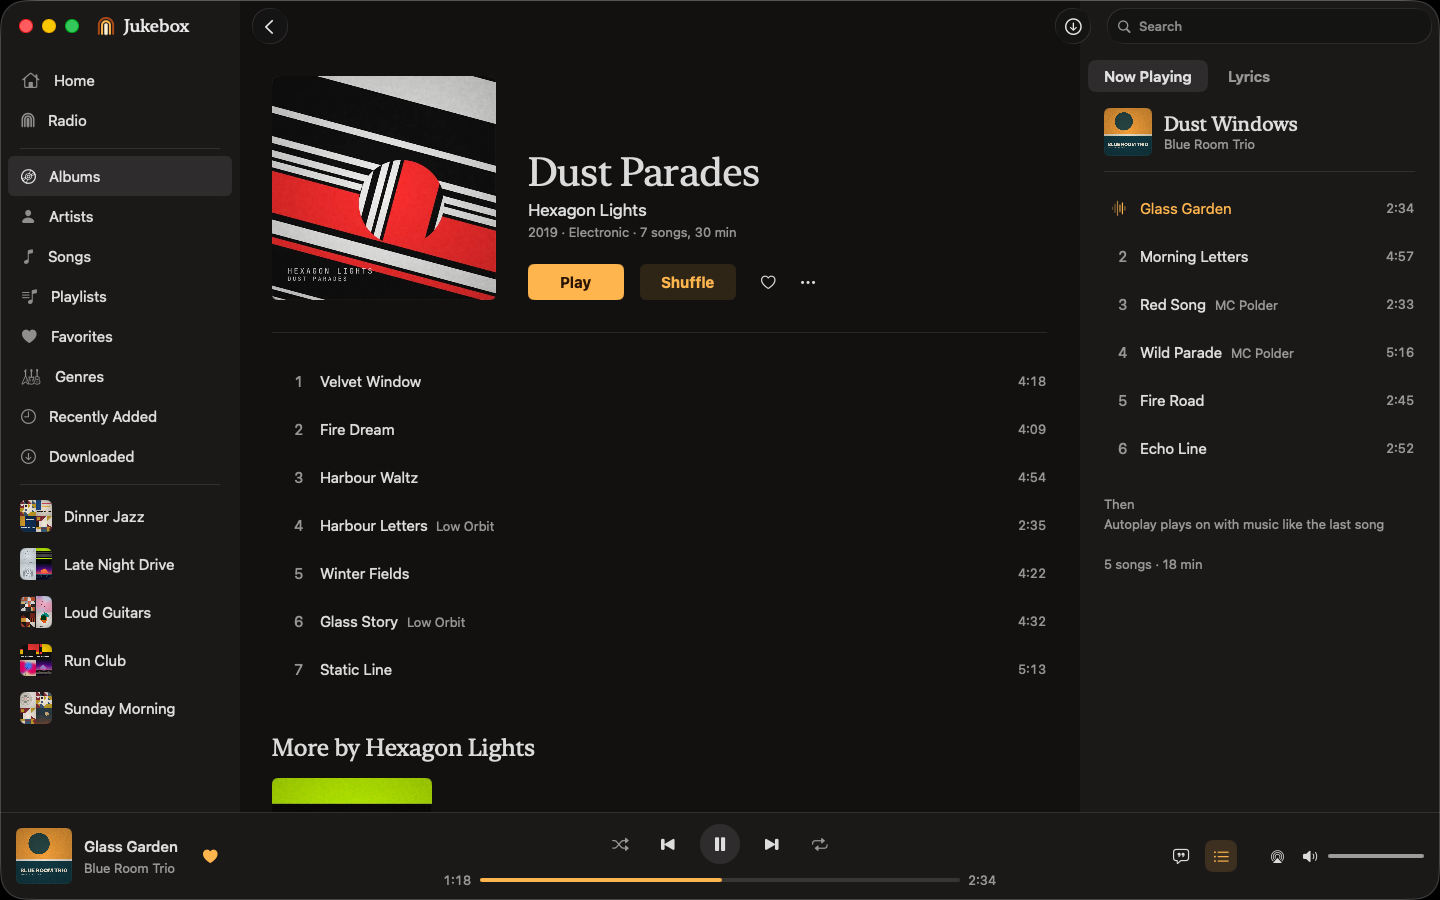 Jukebox
Search
Home
Radio
Albums
Artists
Songs
Playlists
Favorites
Genres
Recently Added
Downloaded
Dinner Jazz
Late Night Drive
Loud Guitars
Run Club
Sunday Morning
HEXAGON LIGHTS
DUST PARADES
Dust Parades
Hexagon Lights
2019 · Electronic · 7 songs, 30 min
Play
Shuffle
1 Velvet Window 4:18
2 Fire Dream 4:09
3 Harbour Waltz 4:54
4 Harbour Letters Low Orbit 2:35
5 Winter Fields 4:22
6 Glass Story Low Orbit 4:32
7 Static Line 5:13
More by Hexagon Lights
Now Playing Lyrics
BLUE ROOM TRIO
Dust Windows
Blue Room Trio
Glass Garden 2:34
2 Morning Letters 4:57
3 Red Song MC Polder 2:33
4 Wild Parade MC Polder 5:16
5 Fire Road 2:45
6 Echo Line 2:52
Then
Autoplay plays on with music like the last song
5 songs · 18 min
BLUE ROOM TRIO
Glass Garden
Blue Room Trio
1:18 2:34